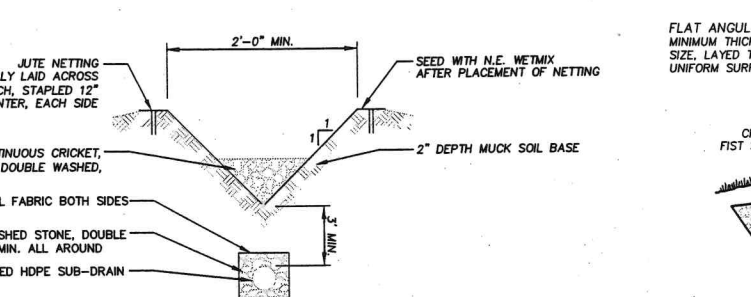 2'-0" MIN.
JUTE NETTING
LY LAID ACROSS
CH, STAPLED 12"
NTER, EACH SIDE
SEED WITH N.E. WETMIX
AFTER PLACEMENT OF NETTING
1
1
TINUOUS CRICKET,
DOUBLE WASHED,
2" DEPTH MUCK SOIL BASE
L FABRIC BOTH SIDES
SHED STONE, DOUBLE
MIN. ALL AROUND
3' MIN.
ED HDPE SUB-DRAIN
FLAT ANGUL
MINIMUM THIC
SIZE, LAYED T
UNIFORM SURF
FIST